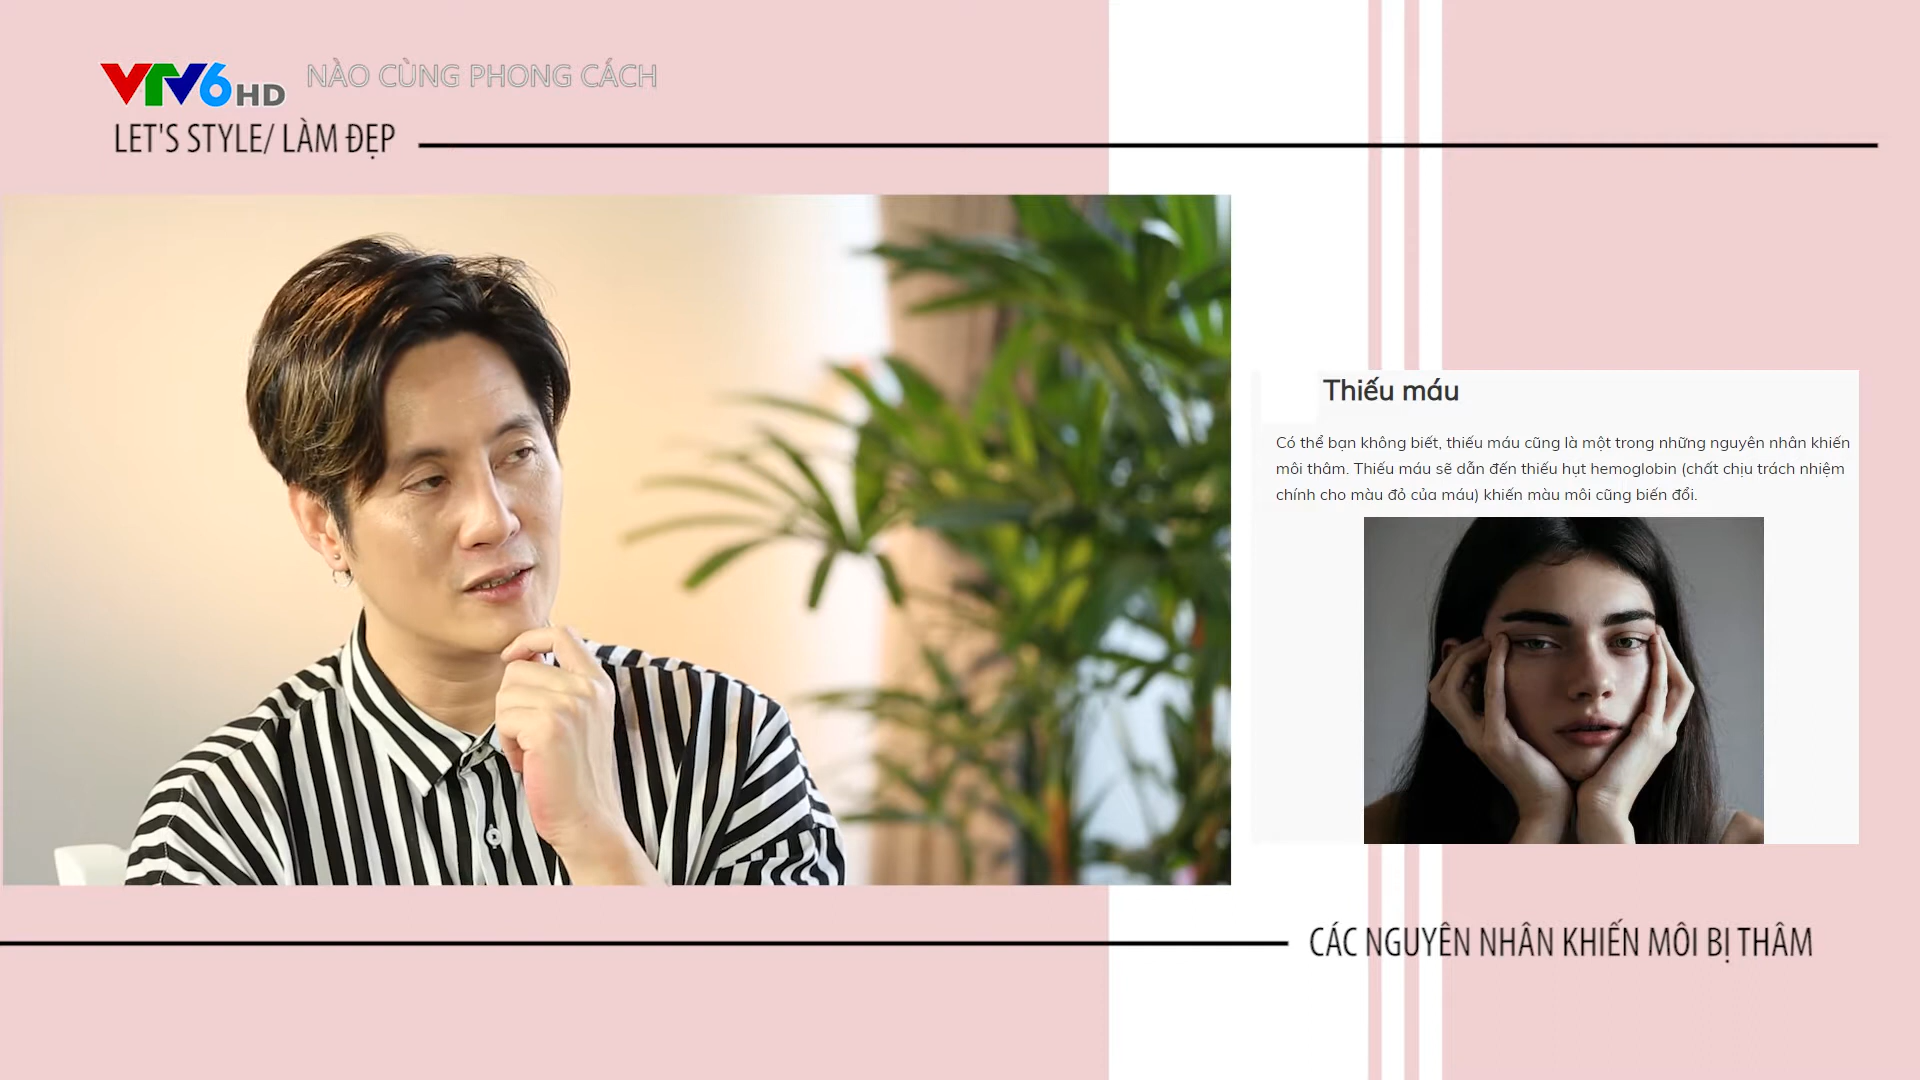 VTV6 HD
NÀO CÙNG PHONG CÁCH
LET'S STYLE/ LÀM ĐẸP
Thiếu máu
Có thể bạn không biết, thiếu máu cũng là một trong những nguyên nhân khiến
môi thâm. Thiếu máu sẽ dẫn đến thiếu hụt hemoglobin (chất chịu trách nhiệm
chính cho màu đỏ của máu) khiến màu môi cũng biến đổi.
CÁC NGUYÊN NHÂN KHIẾN MÔI BỊ THÂM